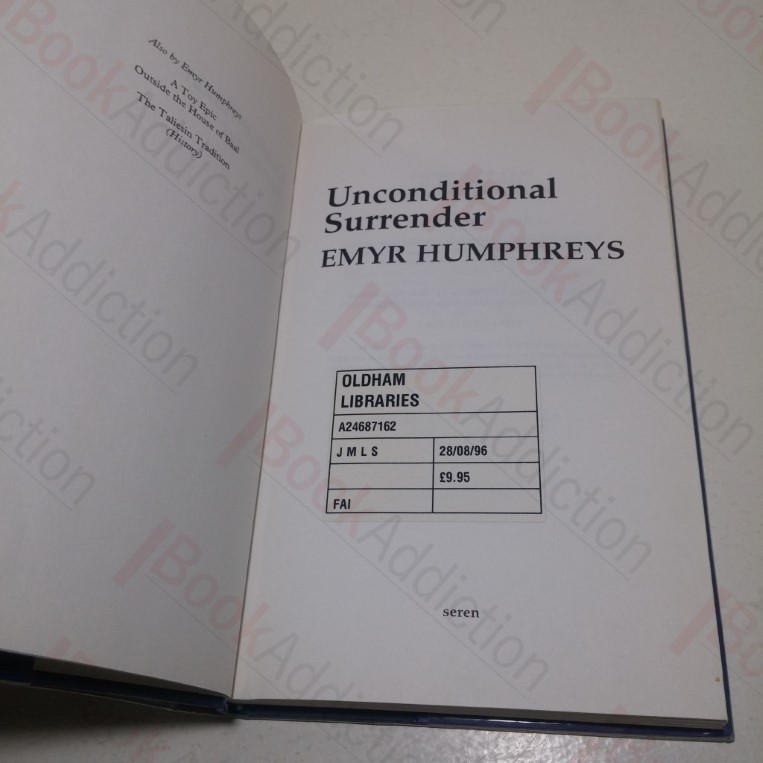 Also by Emyr Humphreys
A Toy Epic
Outside the House of Baal
The Taliesin Tradition
(History)
Unconditional
Surrender
EMYR HUMPHREYS
OLDHAM
LIBRARIES
A24687162
J M L S 28/08/96
£9.95
FAI
seren
BookAddiction